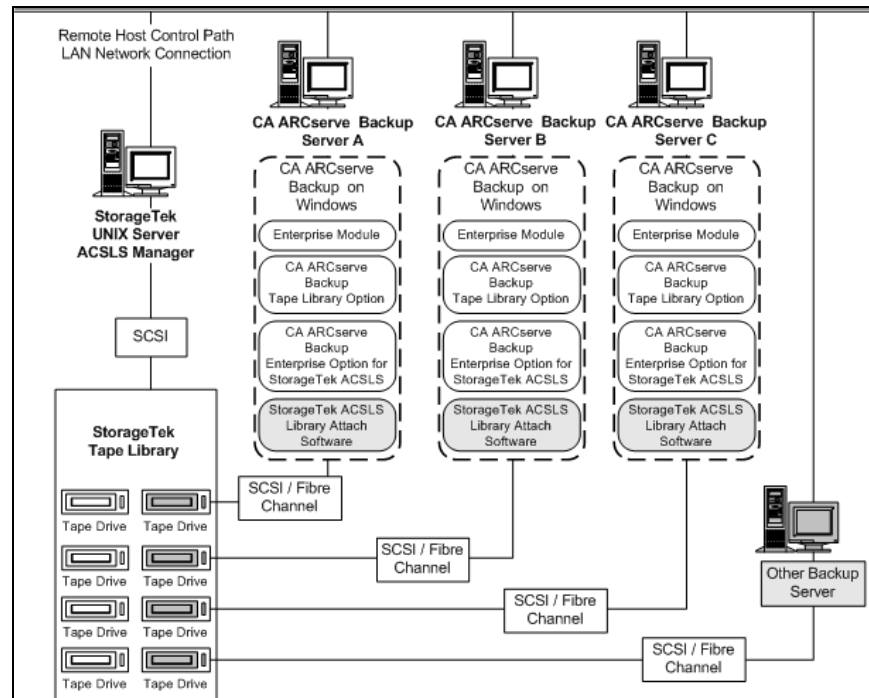 Remote Host Control Path
LAN Network Connection
StorageTek
UNIX Server
ACSLS Manager
SCSI
CA ARCserve Backup
Server A
CA ARCserve
Backup on
Windows
Enterprise Module
CA ARCserve
Backup
Tape Library Option
CA ARCserve
Backup
Enterprise Option for
StorageTek ACSLS
StorageTek ACSLS
Library Attach
Software
CA ARCserve Backup
Server B
CA ARCserve
Backup on
Windows
Enterprise Module
CA ARCserve
Backup
Tape Library Option
CA ARCserve
Backup
Enterprise Option for
StorageTek ACSLS
StorageTek ACSLS
Library Attach
Software
CA ARCserve Backup
Server C
CA ARCserve
Backup on
Windows
Enterprise Module
CA ARCserve
Backup
Tape Library Option
CA ARCserve
Backup
Enterprise Option for
StorageTek ACSLS
StorageTek ACSLS
Library Attach
Software
StorageTek
Tape Library
Tape Drive Tape Drive
Tape Drive Tape Drive
Tape Drive Tape Drive
Tape Drive Tape Drive
SCSI / Fibre
Channel
SCSI / Fibre
Channel
SCSI / Fibre
Channel
SCSI / Fibre
Channel
Other Backup
Server